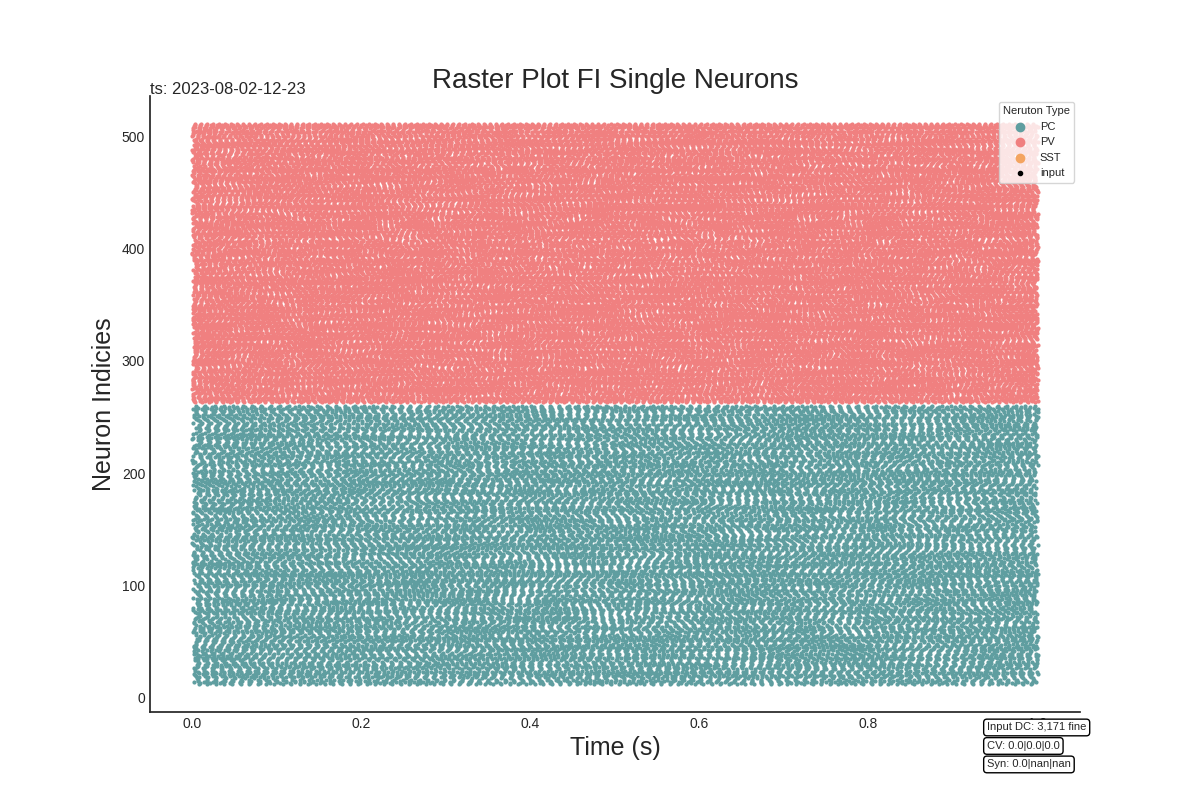 Raster Plot FI Single Neurons
ts: 2023-08-02-12-23
Neruton Type
PC
PV
SST
input
500
400
300
200
100
0
Neuron Indicies
0.0
0.2
0.4
0.6
0.8
Time (s)
Input DC: 3,171 fine
CV: 0.0|0.0|0.0
Syn: 0.0|nan|nan